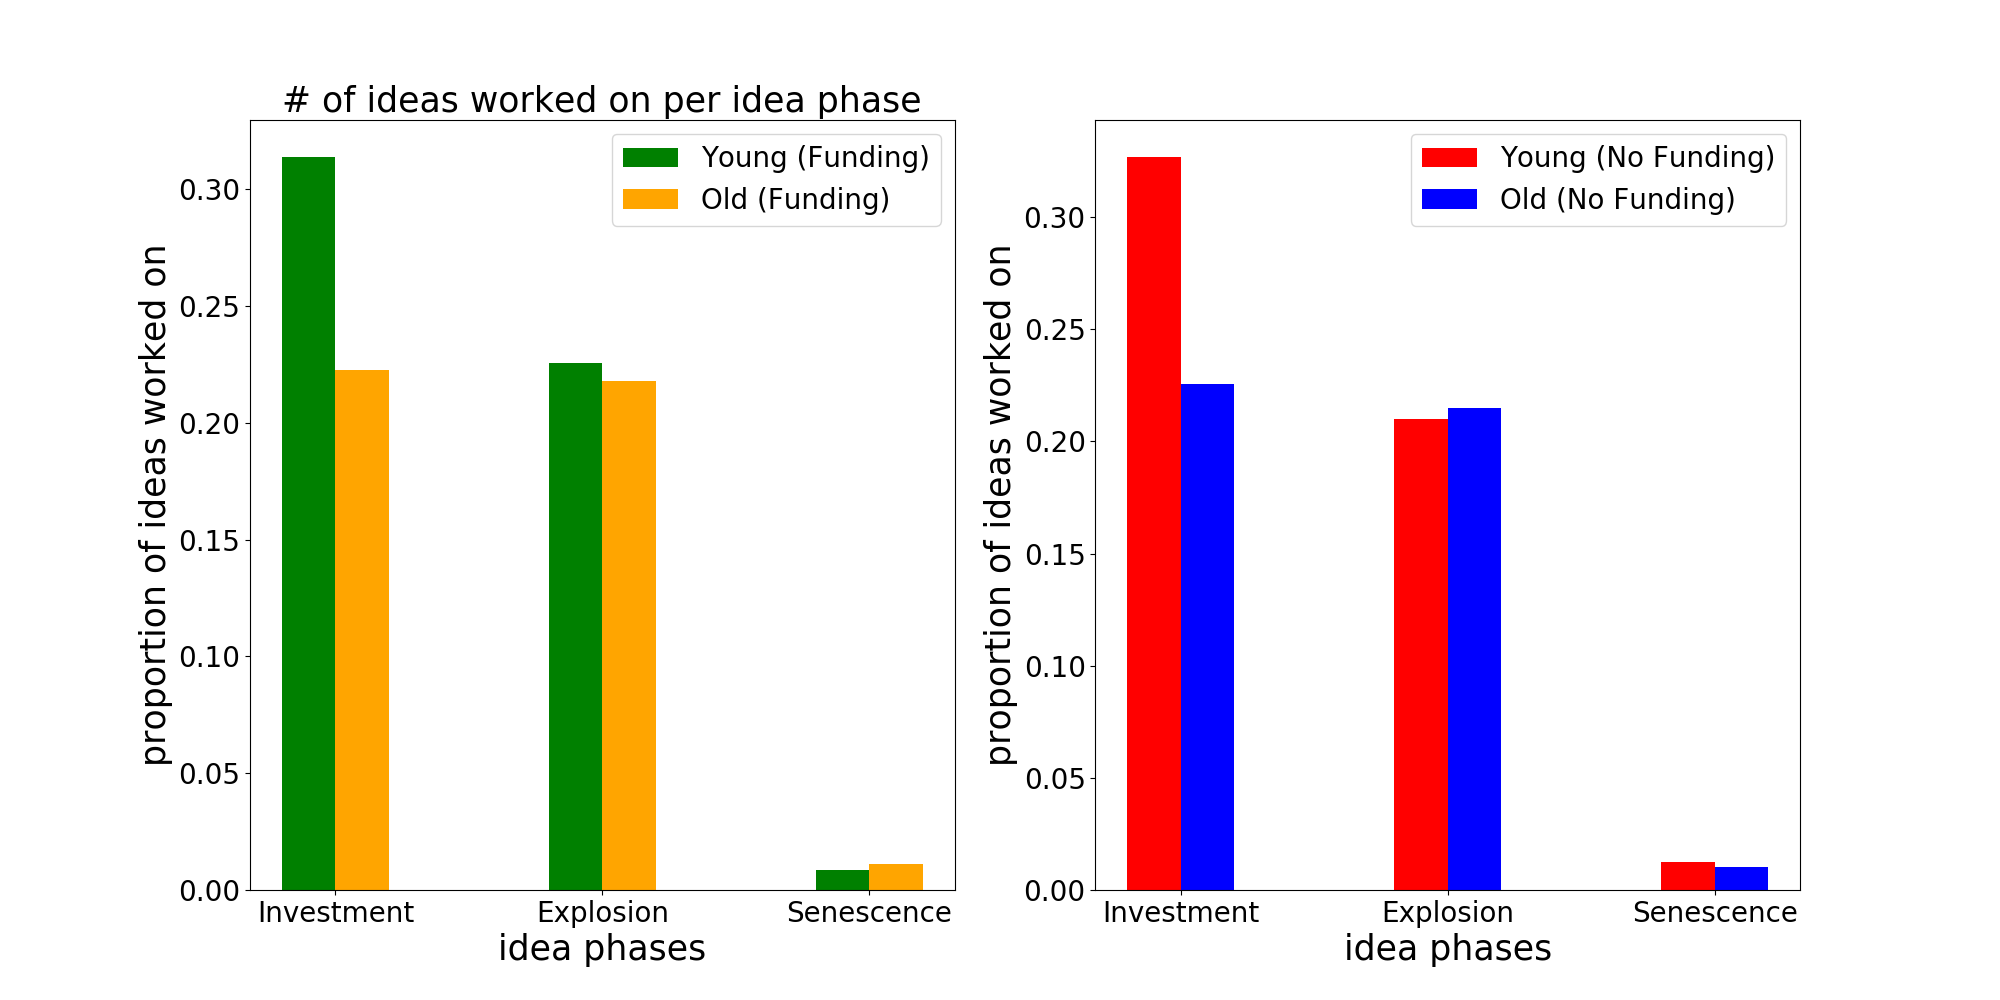 # of ideas worked on per idea phase
Young (Funding)
Old (Funding)
proportion of ideas worked on
0.30
0.25
0.20
0.15
0.10
0.05
0.00
Investment
Explosion
Senescence
idea phases
Young (No Funding)
Old (No Funding)
proportion of ideas worked on
0.30
0.25
0.20
0.15
0.10
0.05
0.00
Investment
Explosion
Senescence
idea phases